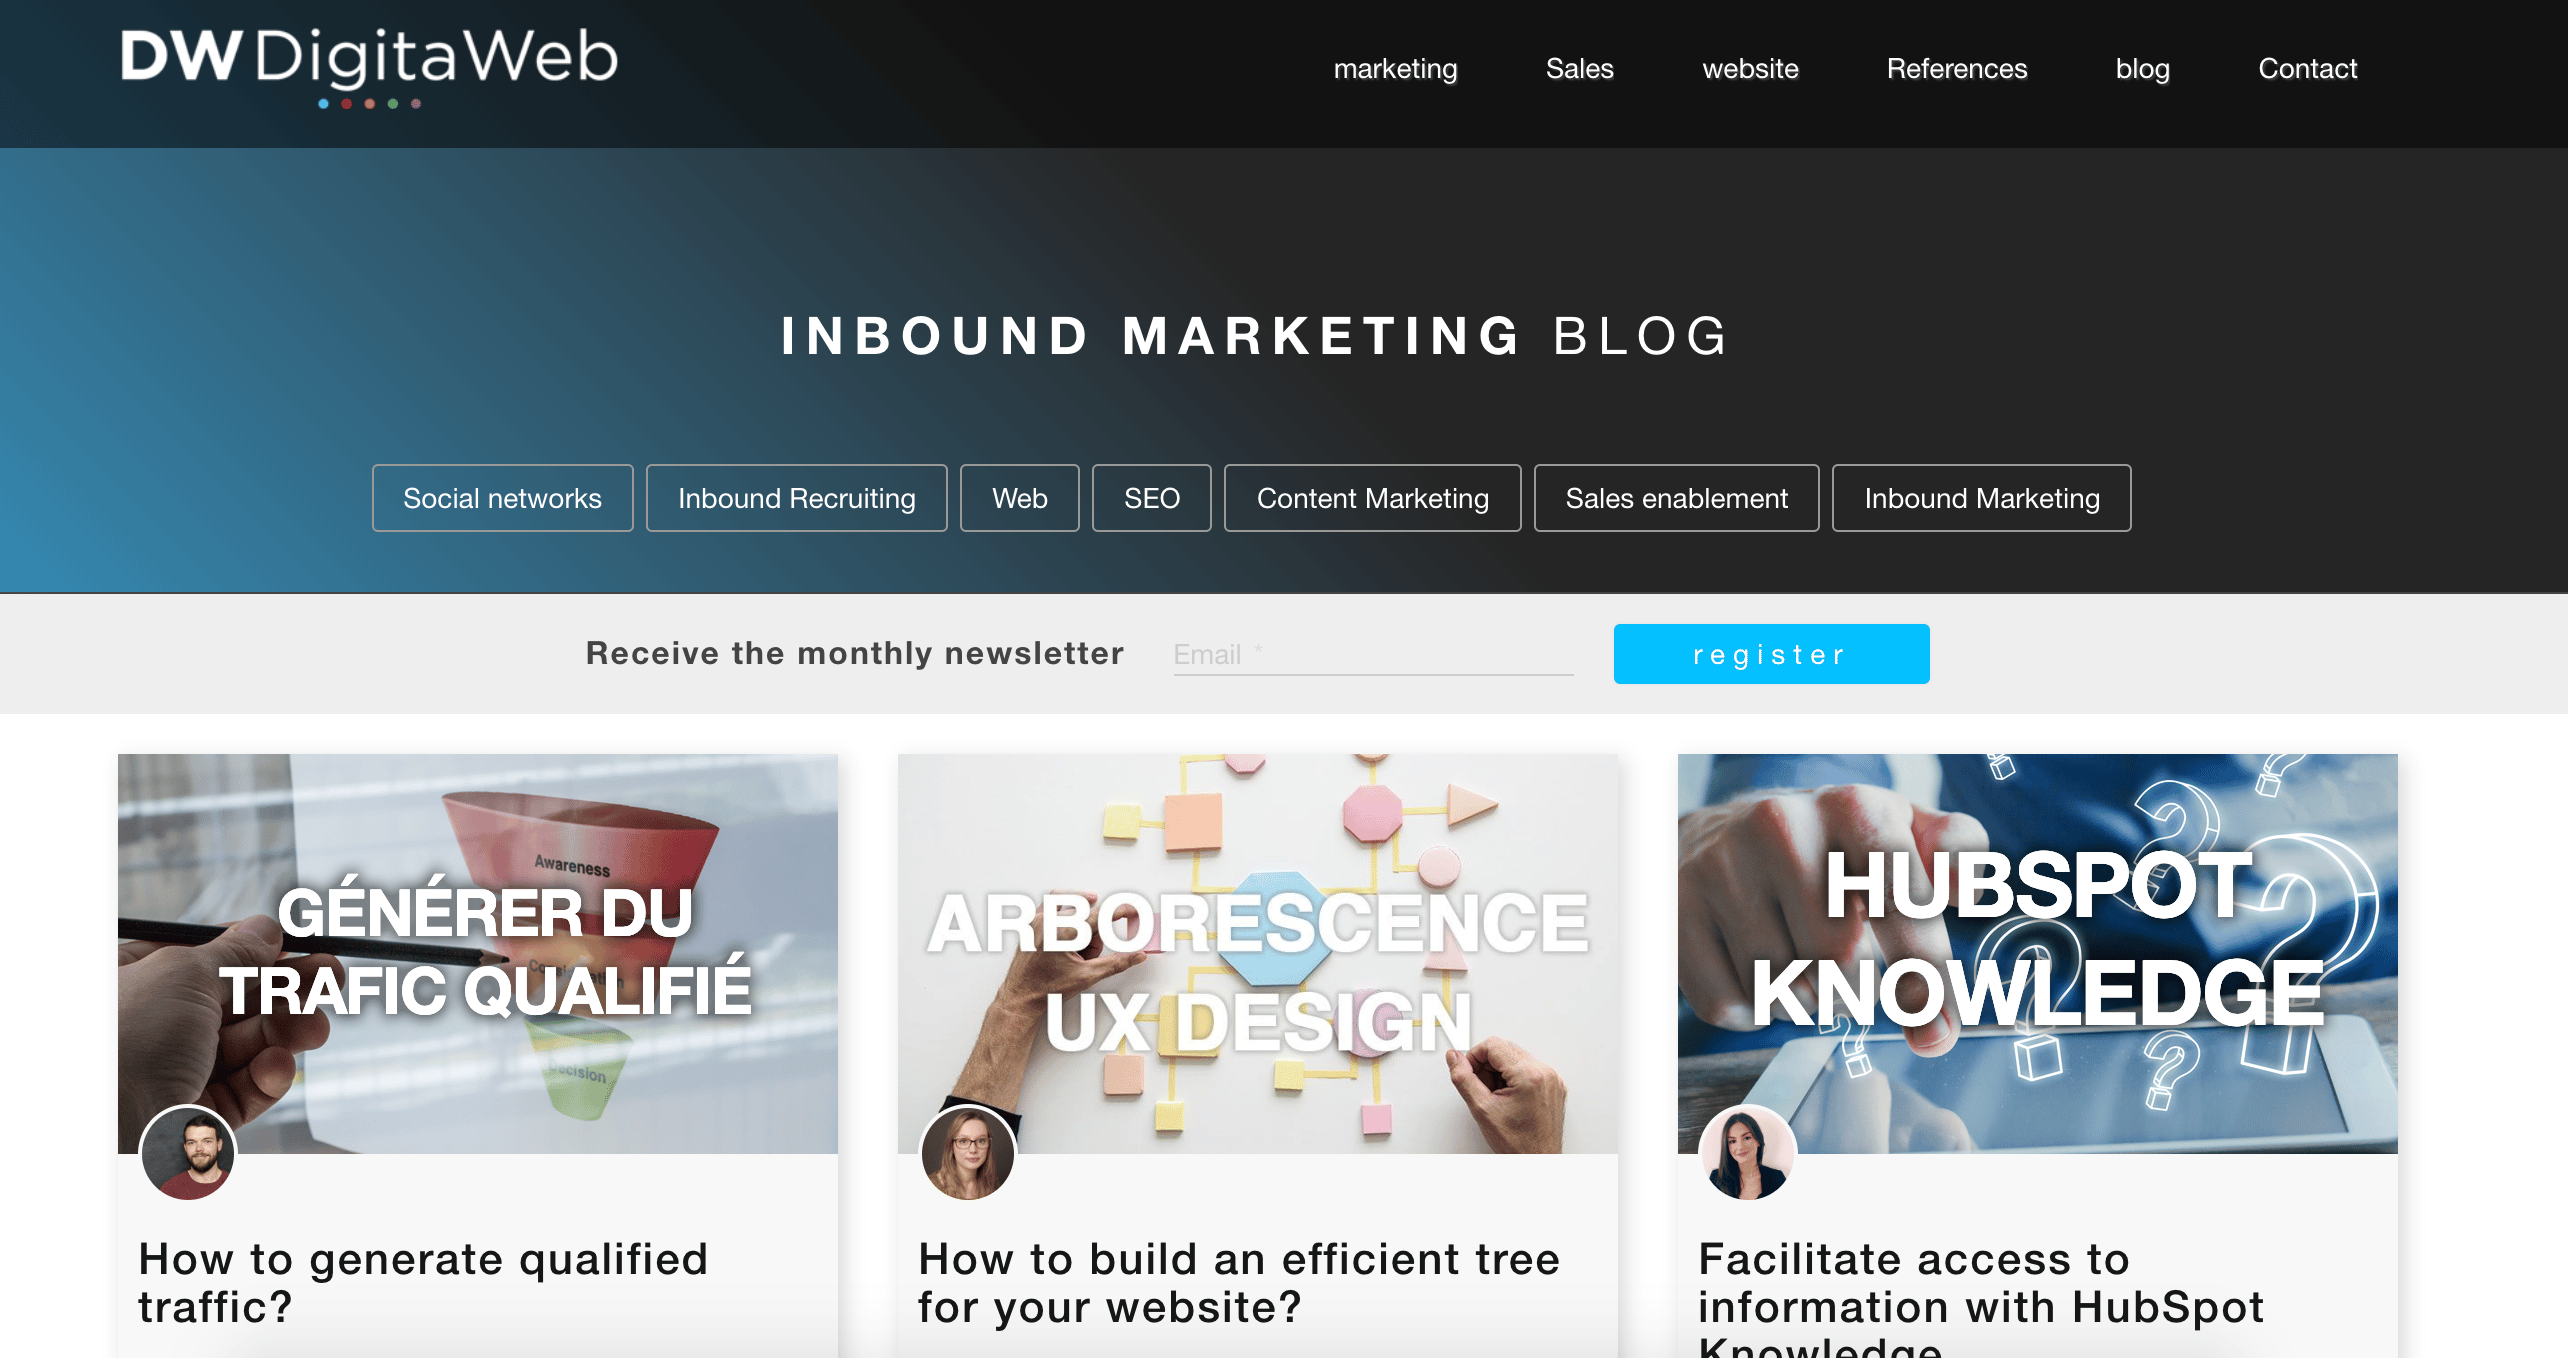 DW DigitaWeb
marketing
Sales
website
References
blog
Contact
INBOUND MARKETING BLOG
Social networks
Inbound Recruiting
Web
SEO
Content Marketing
Sales enablement
Inbound Marketing
Receive the monthly newsletter
Email *
register
Awareness
GÉNÉRER DU
TRAFIC QUALIFIÉ
ARBORESCENCE
UX DESIGN
HUBSPOT
KNOWLEDGE
How to generate qualified
traffic?
How to build an efficient tree
for your website?
Facilitate access to
information with HubSpot
Knowledge